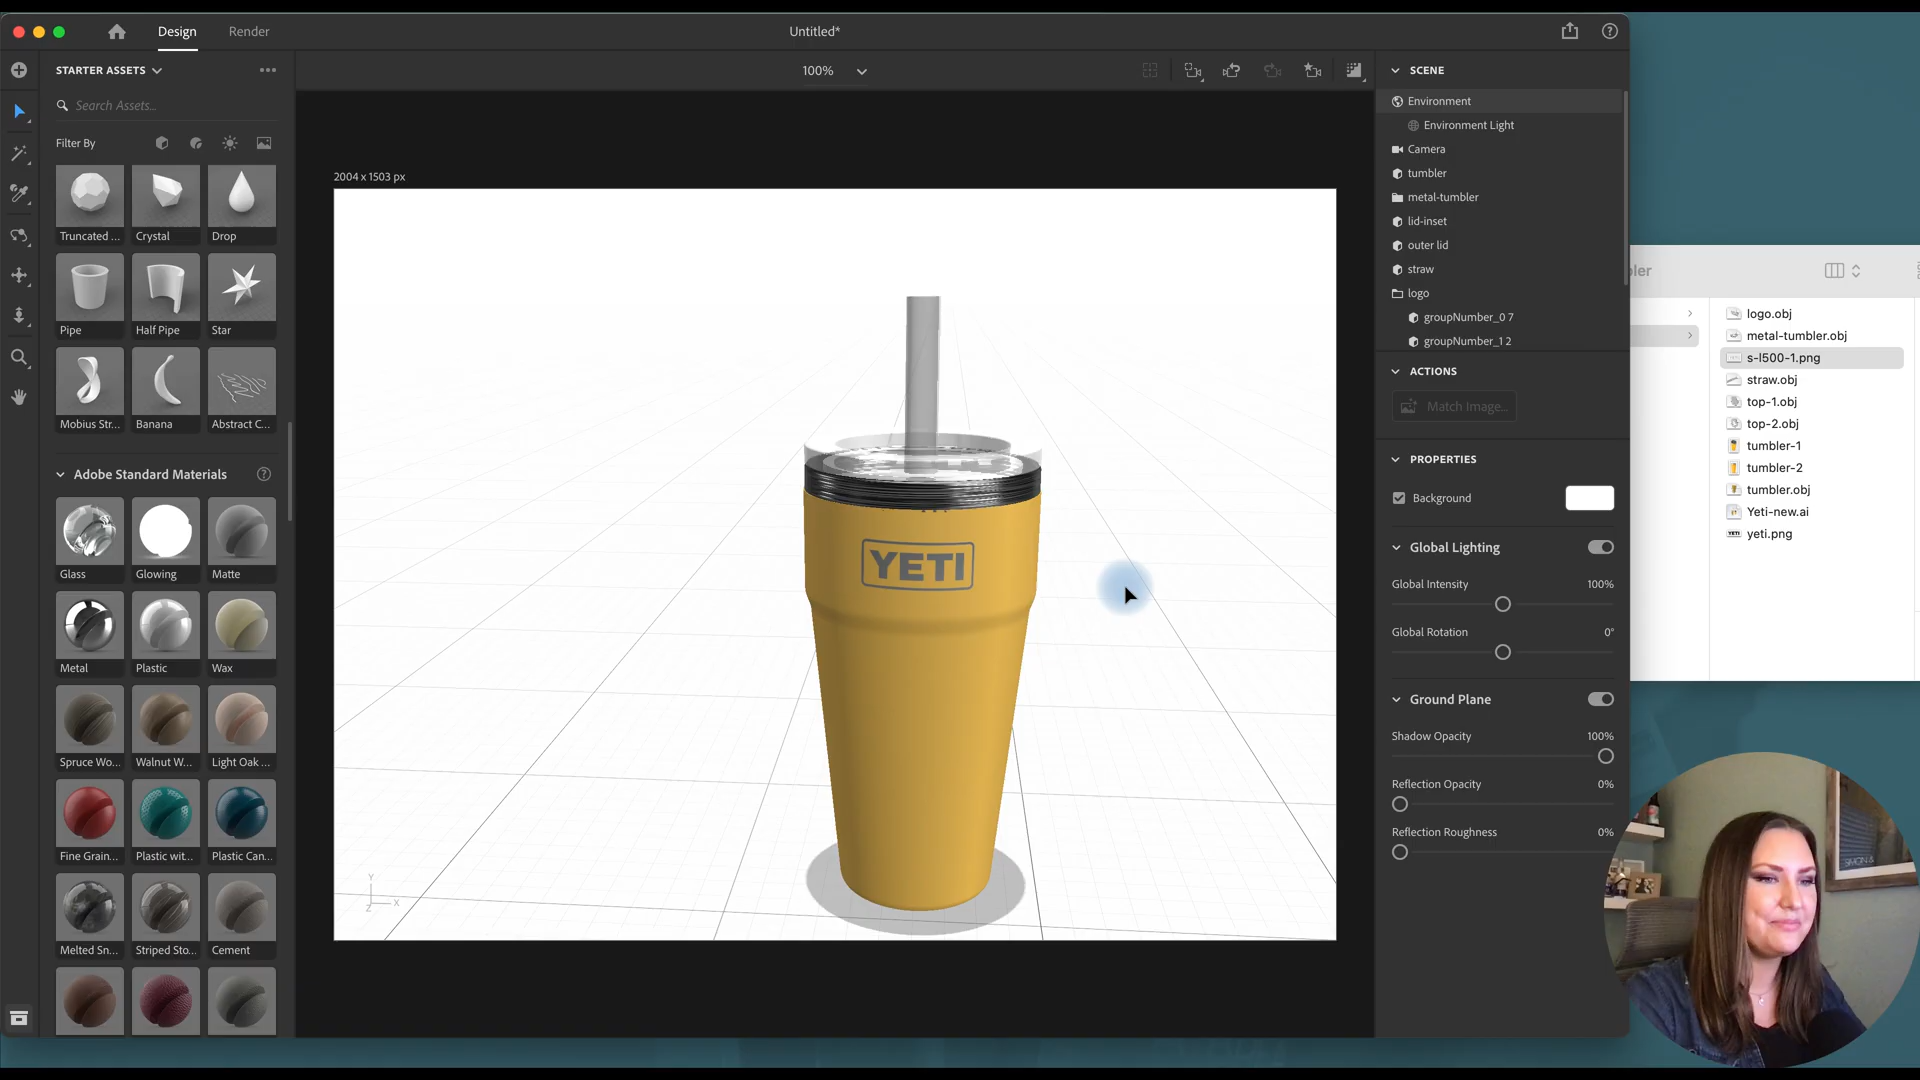 Design
Render
Untitled*
STARTER ASSETS
100%
SCENE
Search Assets...
Filter By
Environment
Environment Light
Camera
tumbler
metal-tumbler
lid-inset
outer lid
straw
logo
groupNumber_0 7
groupNumber_1 2
2004 x 1503 px
Truncated ...
Crystal
Drop
Pipe
Half Pipe
Star
Mobius Str...
Banana
Abstract C...
Adobe Standard Materials
Glass
Glowing
Matte
Metal
Plastic
Wax
Spruce Wo...
Walnut W...
Light Oak ...
Fine Grain...
Plastic wit...
Plastic Can...
Melted Sn...
Striped Sto...
Cement
YETI
Y
Z
X
ACTIONS
Match Image...
PROPERTIES
Background
Global Lighting
Global Intensity
100%
Global Rotation
0°
Ground Plane
Shadow Opacity
100%
Reflection Opacity
0%
Reflection Roughness
0%
logo.obj
metal-tumbler.obj
s-l500-1.png
straw.obj
top-1.obj
top-2.obj
tumbler-1
tumbler-2
tumbler.obj
Yeti-new.ai
yeti.png